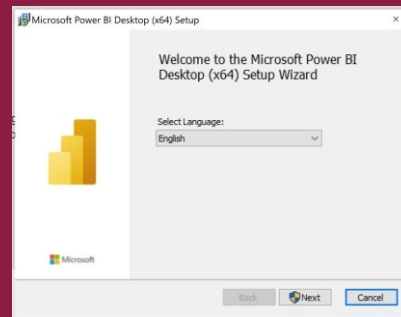 Microsoft Power BI Desktop (x64) Setup
Welcome to the Microsoft Power BI
Desktop (x64) Setup Wizard
Select Language:
English
Microsoft
Back
Next
Cancel